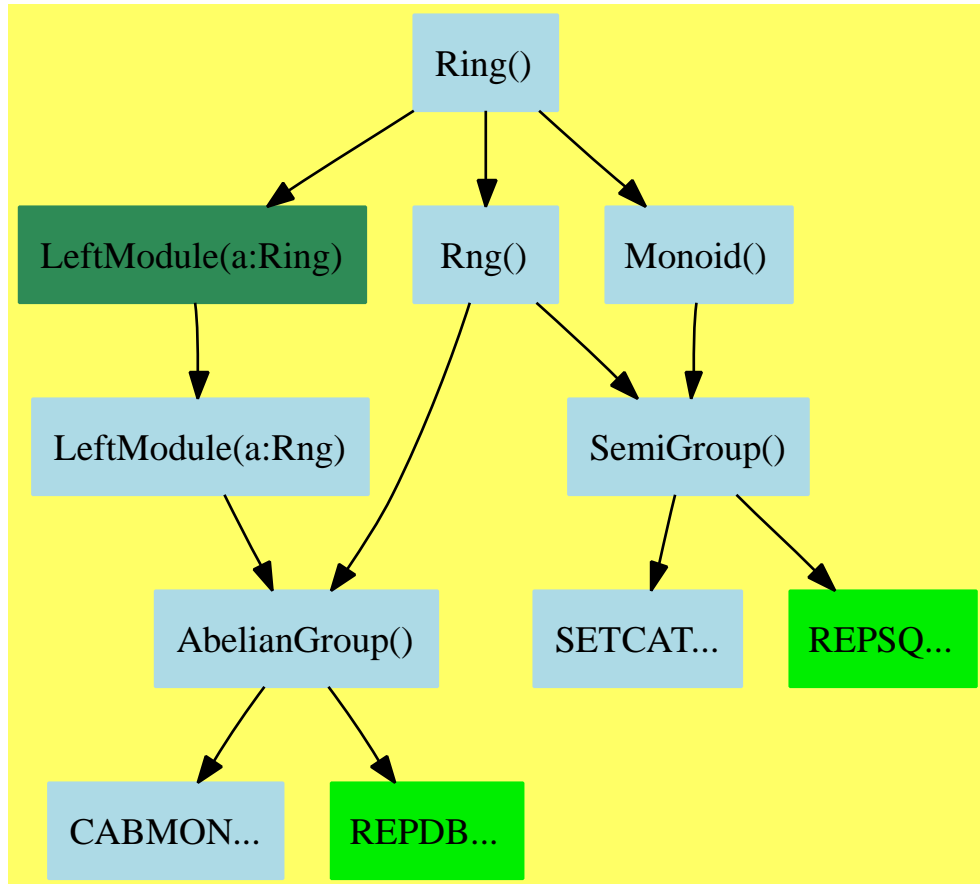 Ring()
LeftModule(a:Ring)
Rng()
Monoid()
LeftModule(a:Rng)
SemiGroup()
AbelianGroup()
SETCAT...
REPSQ...
CABMON...
REPDB...